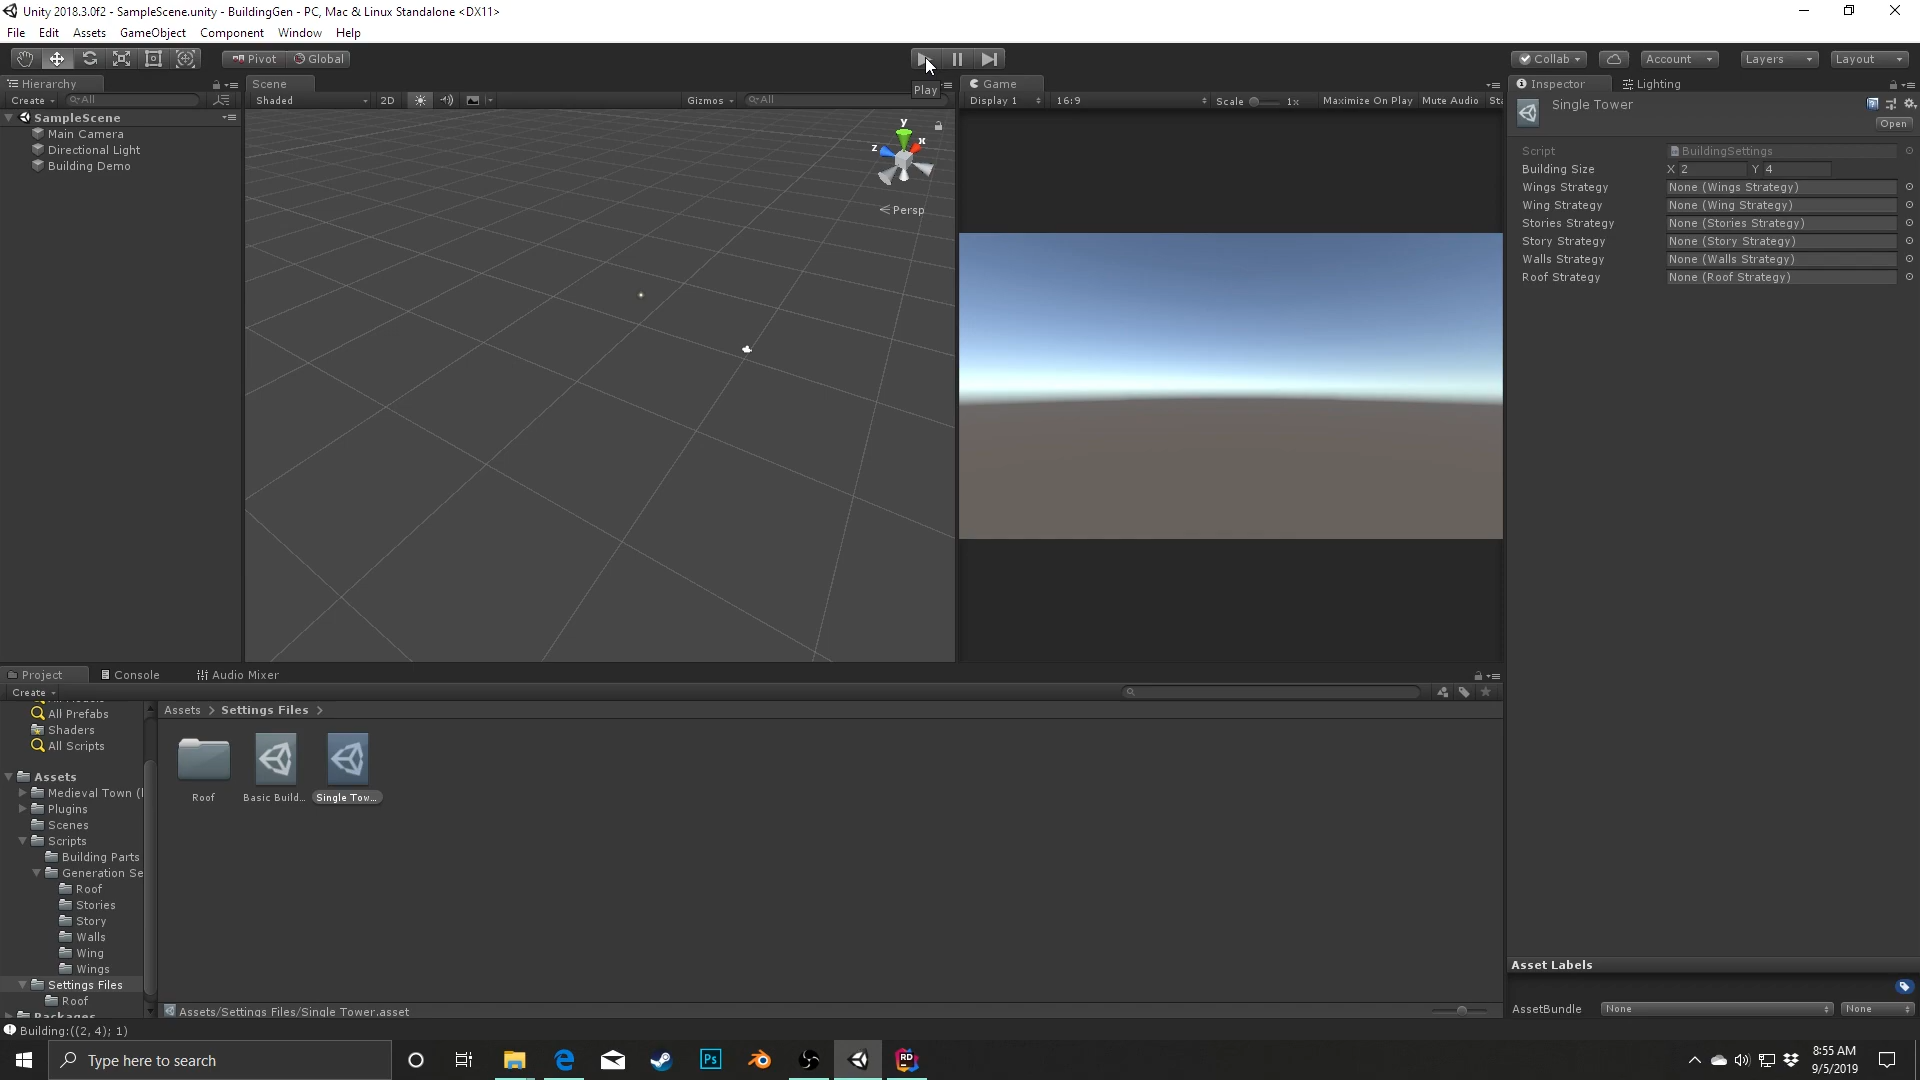 Unity 2018.3.0f2 - SampleScene.unity - BuildingGen - PC, Mac & Linux Standalone <DX11>
File Edit Assets GameObject Component Window Help
Pivot Global
Collab Account Layers Layout
Play
Hierarchy
Create All
SampleScene
Main Camera
Directional Light
Building Demo
Scene
Shaded 2D Gizmos All
y
x
z
Persp
Game
Display 1 16:9 Scale 1x Maximize On Play Mute Audio
Inspector Lighting
Single Tower
Open
Script BuildingSettings
Building Size X 2 Y 4
Wings Strategy None (Wings Strategy)
Wing Strategy None (Wing Strategy)
Stories Strategy None (Stories Strategy)
Story Strategy None (Story Strategy)
Walls Strategy None (Walls Strategy)
Roof Strategy None (Roof Strategy)
Project Console Audio Mixer
Create
All Prefabs
Shaders
All Scripts
Assets
Medieval Town (
Plugins
Scenes
Scripts
Building Parts
Generation Se
Roof
Stories
Story
Walls
Wing
Wings
Settings Files
Roof
Packages
Assets > Settings Files >
Roof Basic Build... Single Tow...
Assets/Settings Files/Single Tower.asset
Asset Labels
AssetBundle None None
Building:((2, 4); 1)
Type here to search
Ps
RD
8:55 AM
9/5/2019